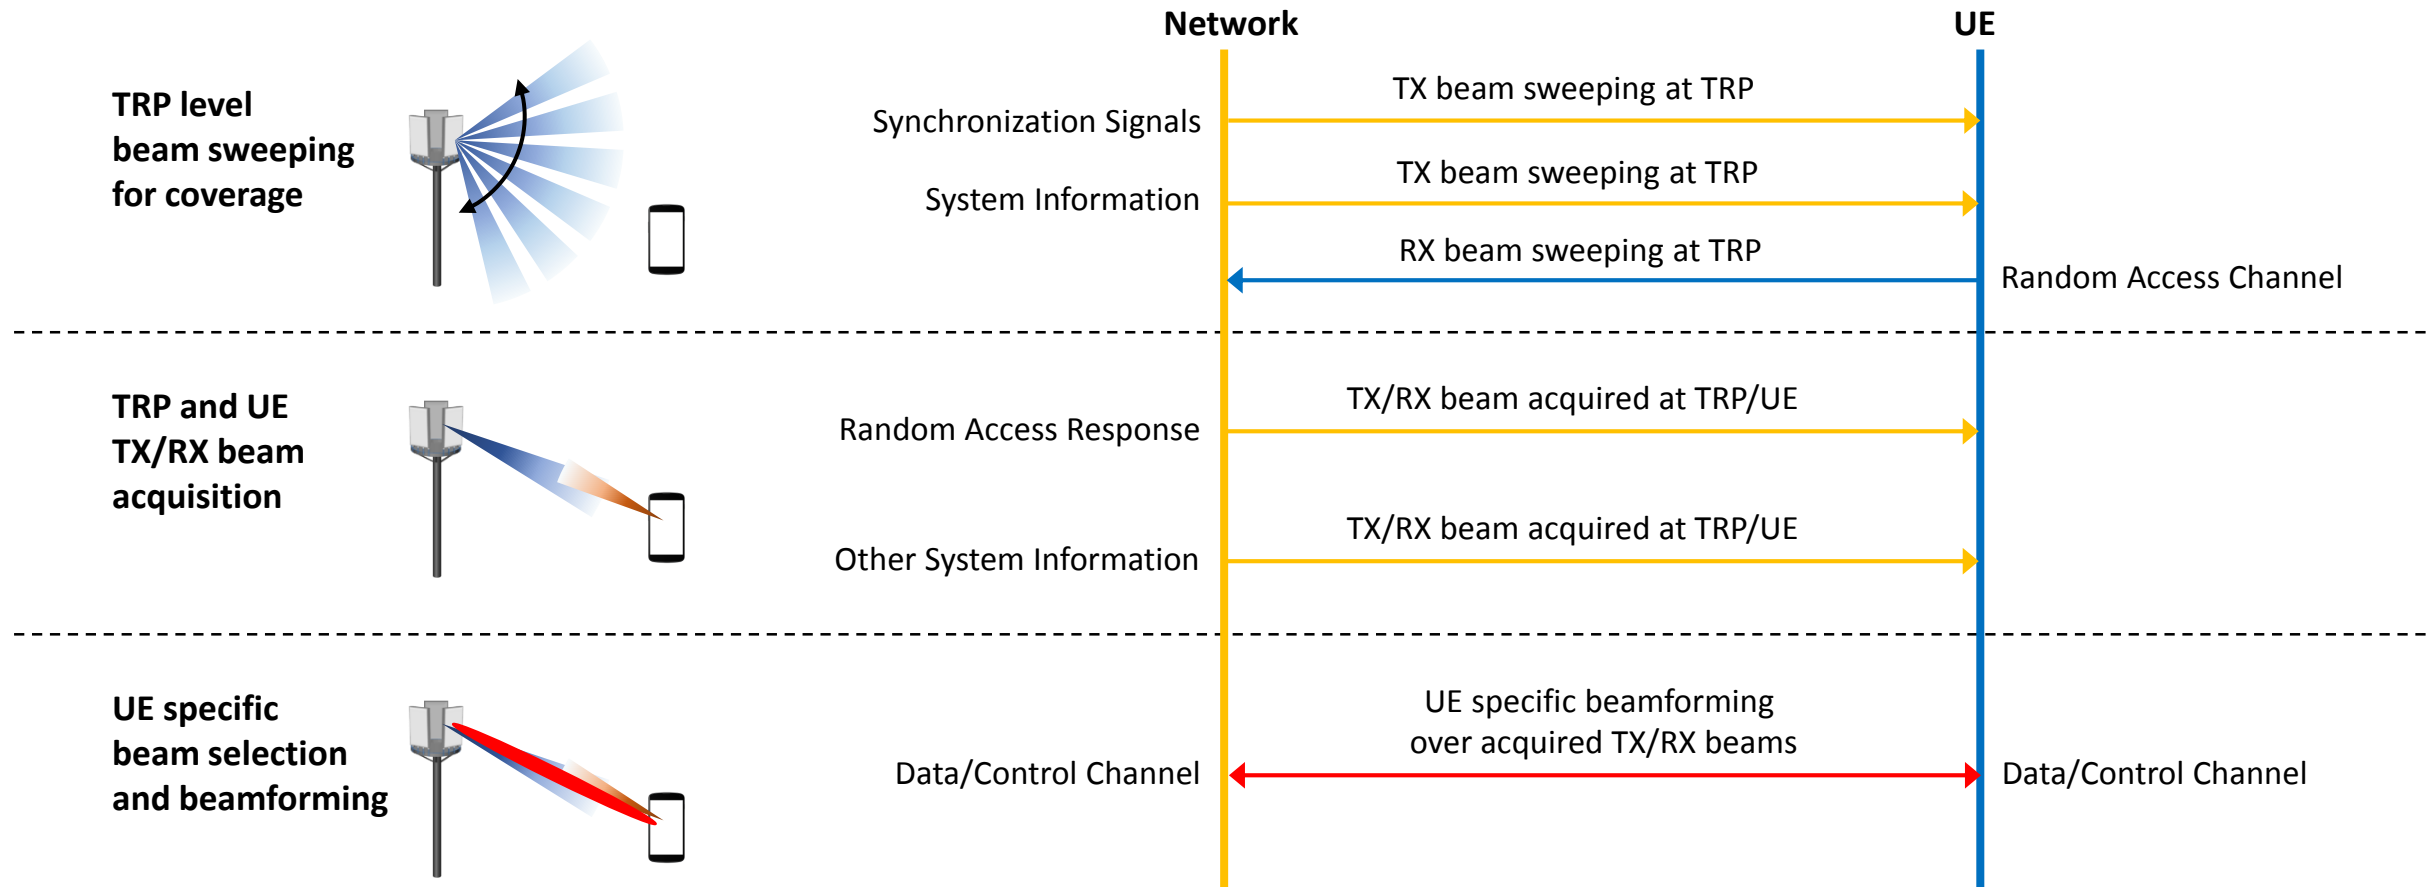 Network
UE
TRP level
beam sweeping
for coverage
Synchronization Signals
TX beam sweeping at TRP
System Information
TX beam sweeping at TRP
RX beam sweeping at TRP
Random Access Channel
TRP and UE
TX/RX beam
acquisition
Random Access Response
TX/RX beam acquired at TRP/UE
Other System Information
TX/RX beam acquired at TRP/UE
UE specific
beam selection
and beamforming
Data/Control Channel
UE specific beamforming
over acquired TX/RX beams
Data/Control Channel